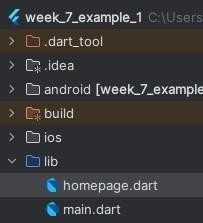 week_7_example_1 C:\Users
.dart_tool
.idea
android [week_7_example
build
ios
lib
homepage.dart
main.dart